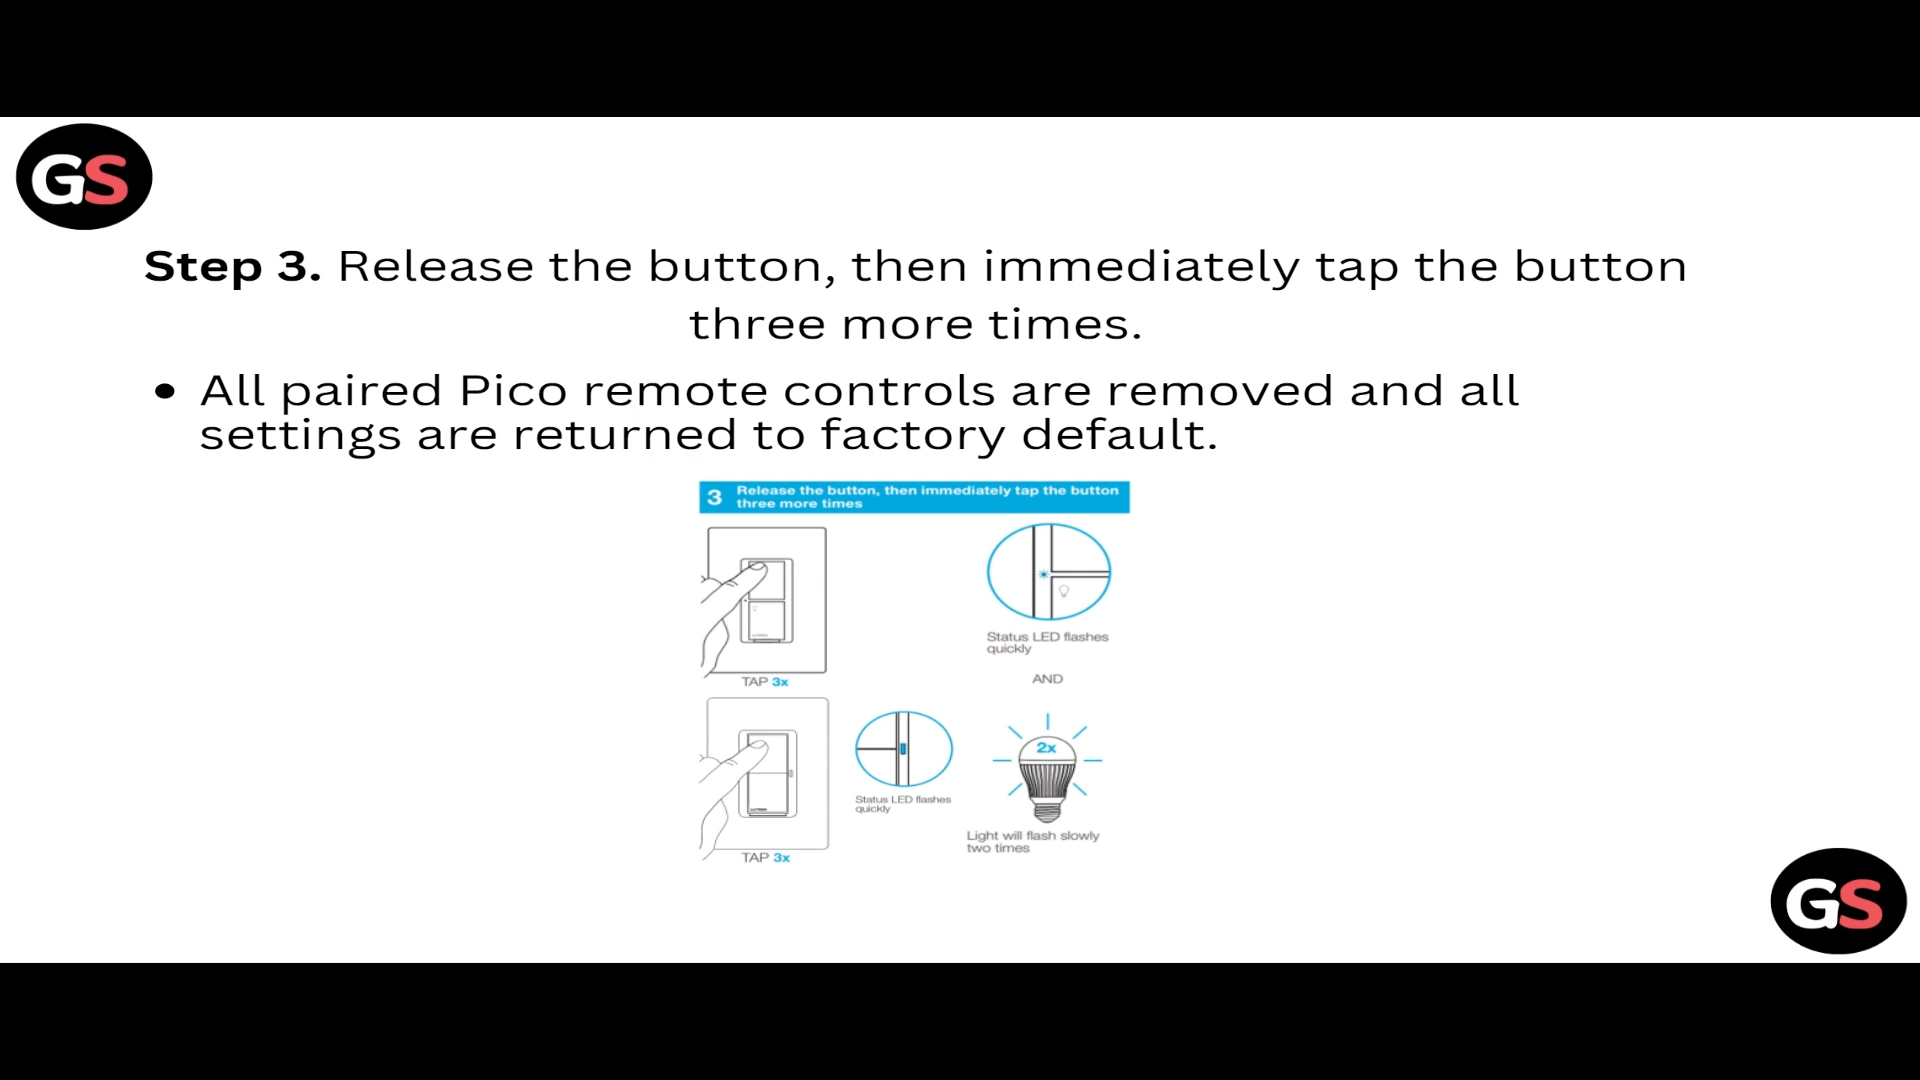 GS
Step 3. Release the button, then immediately tap the button
three more times.
• All paired Pico remote controls are removed and all
settings are returned to factory default.
3 Release the button, then immediately tap the button
three more times
TAP 3x
Status LED flashes
quickly
AND
TAP 3x
Status LED flashes
quickly
2x
Light will flash slowly
two times
GS